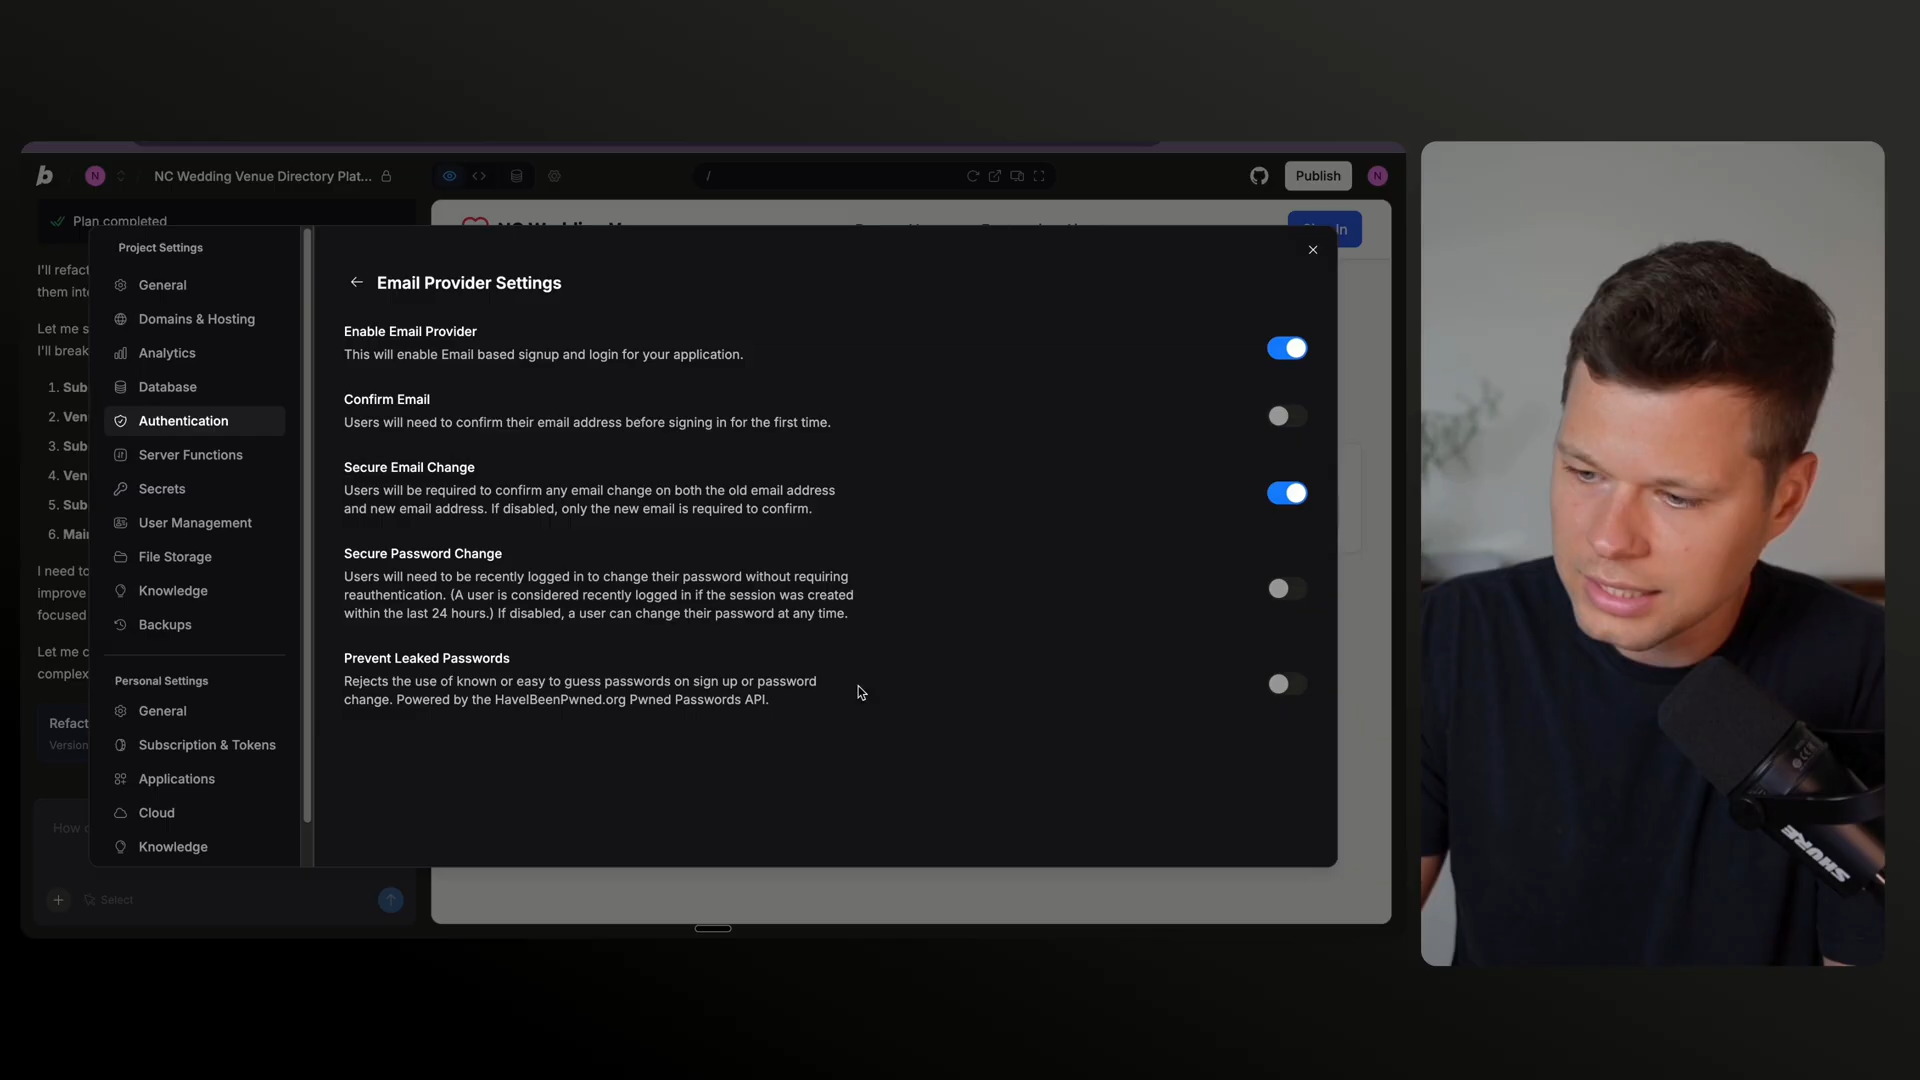 b
N
NC Wedding Venue Directory Plat...
/
Publish
N
Plan completed
Project Settings
General
Domains & Hosting
Analytics
Database
Authentication
Server Functions
Secrets
User Management
File Storage
Knowledge
Backups
Personal Settings
General
Subscription & Tokens
Applications
Cloud
Knowledge
Email Provider Settings
Enable Email Provider
This will enable Email based signup and login for your application.
Confirm Email
Users will need to confirm their email address before signing in for the first time.
Secure Email Change
Users will be required to confirm any email change on both the old email address
and new email address. If disabled, only the new email is required to confirm.
Secure Password Change
Users will need to be recently logged in to change their password without requiring
reauthentication. (A user is considered recently logged in if the session was created
within the last 24 hours.) If disabled, a user can change their password at any time.
Prevent Leaked Passwords
Rejects the use of known or easy to guess passwords on sign up or password
change. Powered by the HaveIBeenPwned.org Pwned Passwords API.
I'll refact
them int
Let me s
I'll break
1. Sub
2. Ven
3. Sub
4. Ven
5. Sub
6. Mai
I need to
improve
focused
Let me c
complex
Refact
Version
How
Select
SHURE